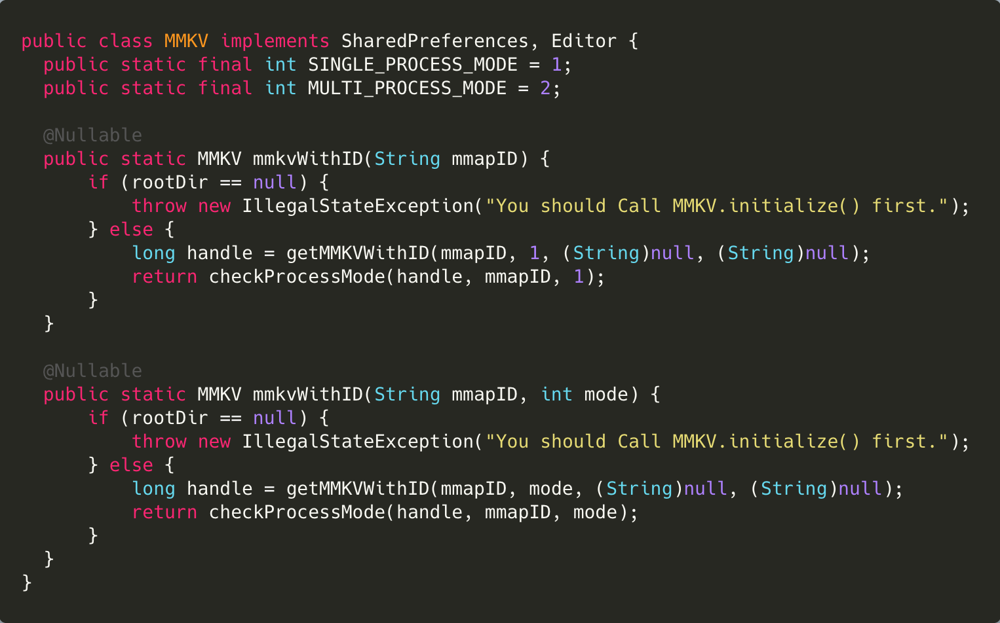 public class MMKV implements SharedPreferences, Editor {
  public static final int SINGLE_PROCESS_MODE = 1;
  public static final int MULTI_PROCESS_MODE = 2;

  @Nullable
  public static MMKV mmkvWithID(String mmapID) {
      if (rootDir == null) {
          throw new IllegalStateException("You should Call MMKV.initialize() first.");
      } else {
          long handle = getMMKVWithID(mmapID, 1, (String)null, (String)null);
          return checkProcessMode(handle, mmapID, 1);
      }
  }

  @Nullable
  public static MMKV mmkvWithID(String mmapID, int mode) {
      if (rootDir == null) {
          throw new IllegalStateException("You should Call MMKV.initialize() first.");
      } else {
          long handle = getMMKVWithID(mmapID, mode, (String)null, (String)null);
          return checkProcessMode(handle, mmapID, mode);
      }
  }
}